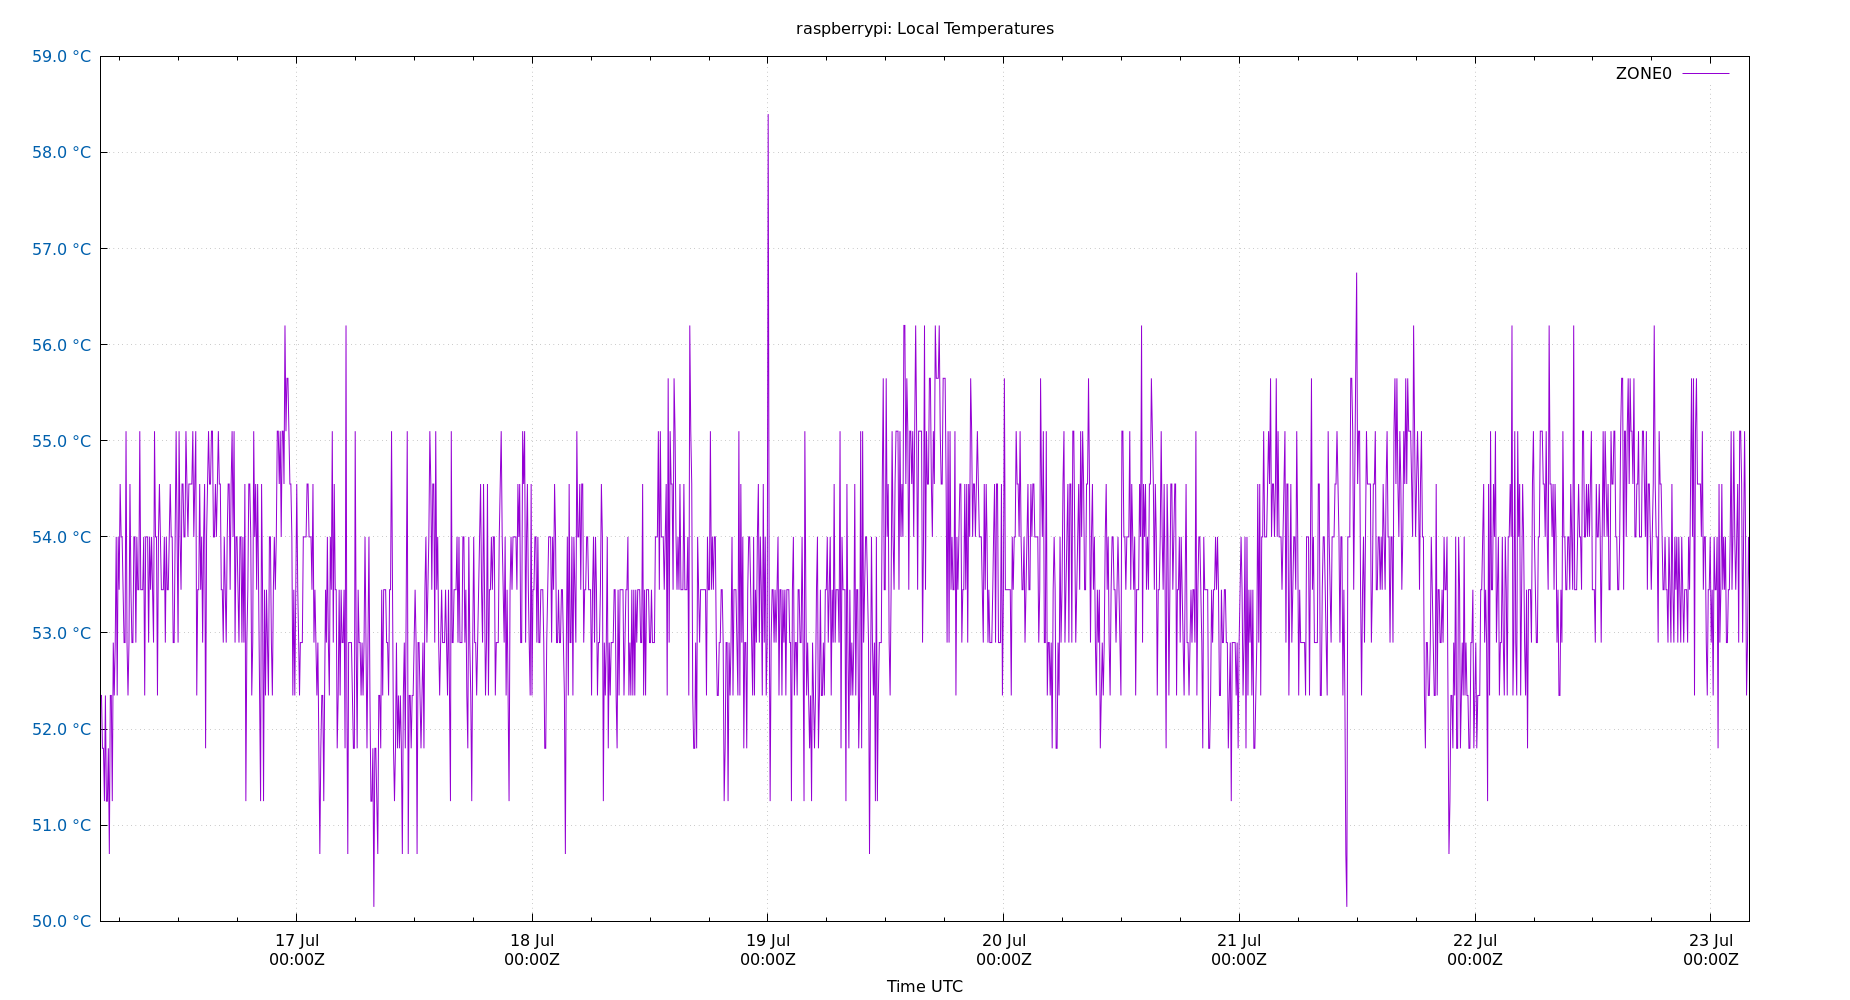 raspberrypi: Local Temperatures
59.0 °C
ZONE0
58.0 °C
57.0 °C
56.0 °C
55.0 °C
54.0 °C
53.0 °C
52.0 °C
51.0 °C
50.0 °C
17 Jul 18 Jul 19 Jul 20 Jul 21 Jul 22 Jul 23 Jul
00:00Z 00:00Z 00:00Z 00:00Z 00:00Z 00:00Z 00:00Z
Time UTC